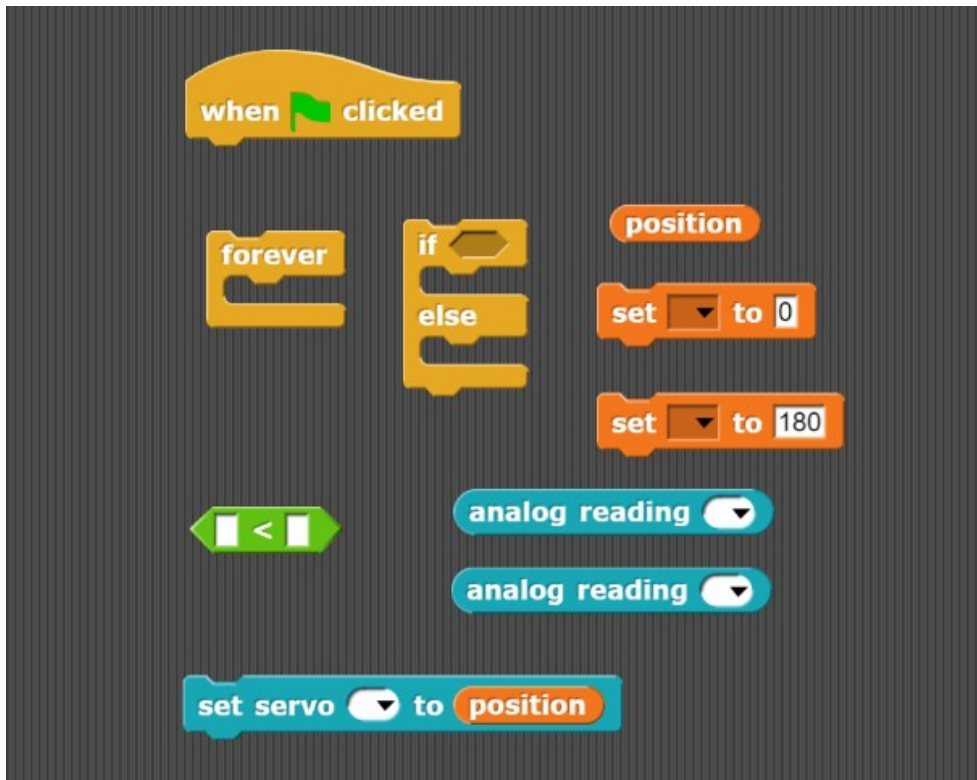 when clicked
forever
if
else
position
set to 0
set to 180
<
analog reading
analog reading
set servo to position